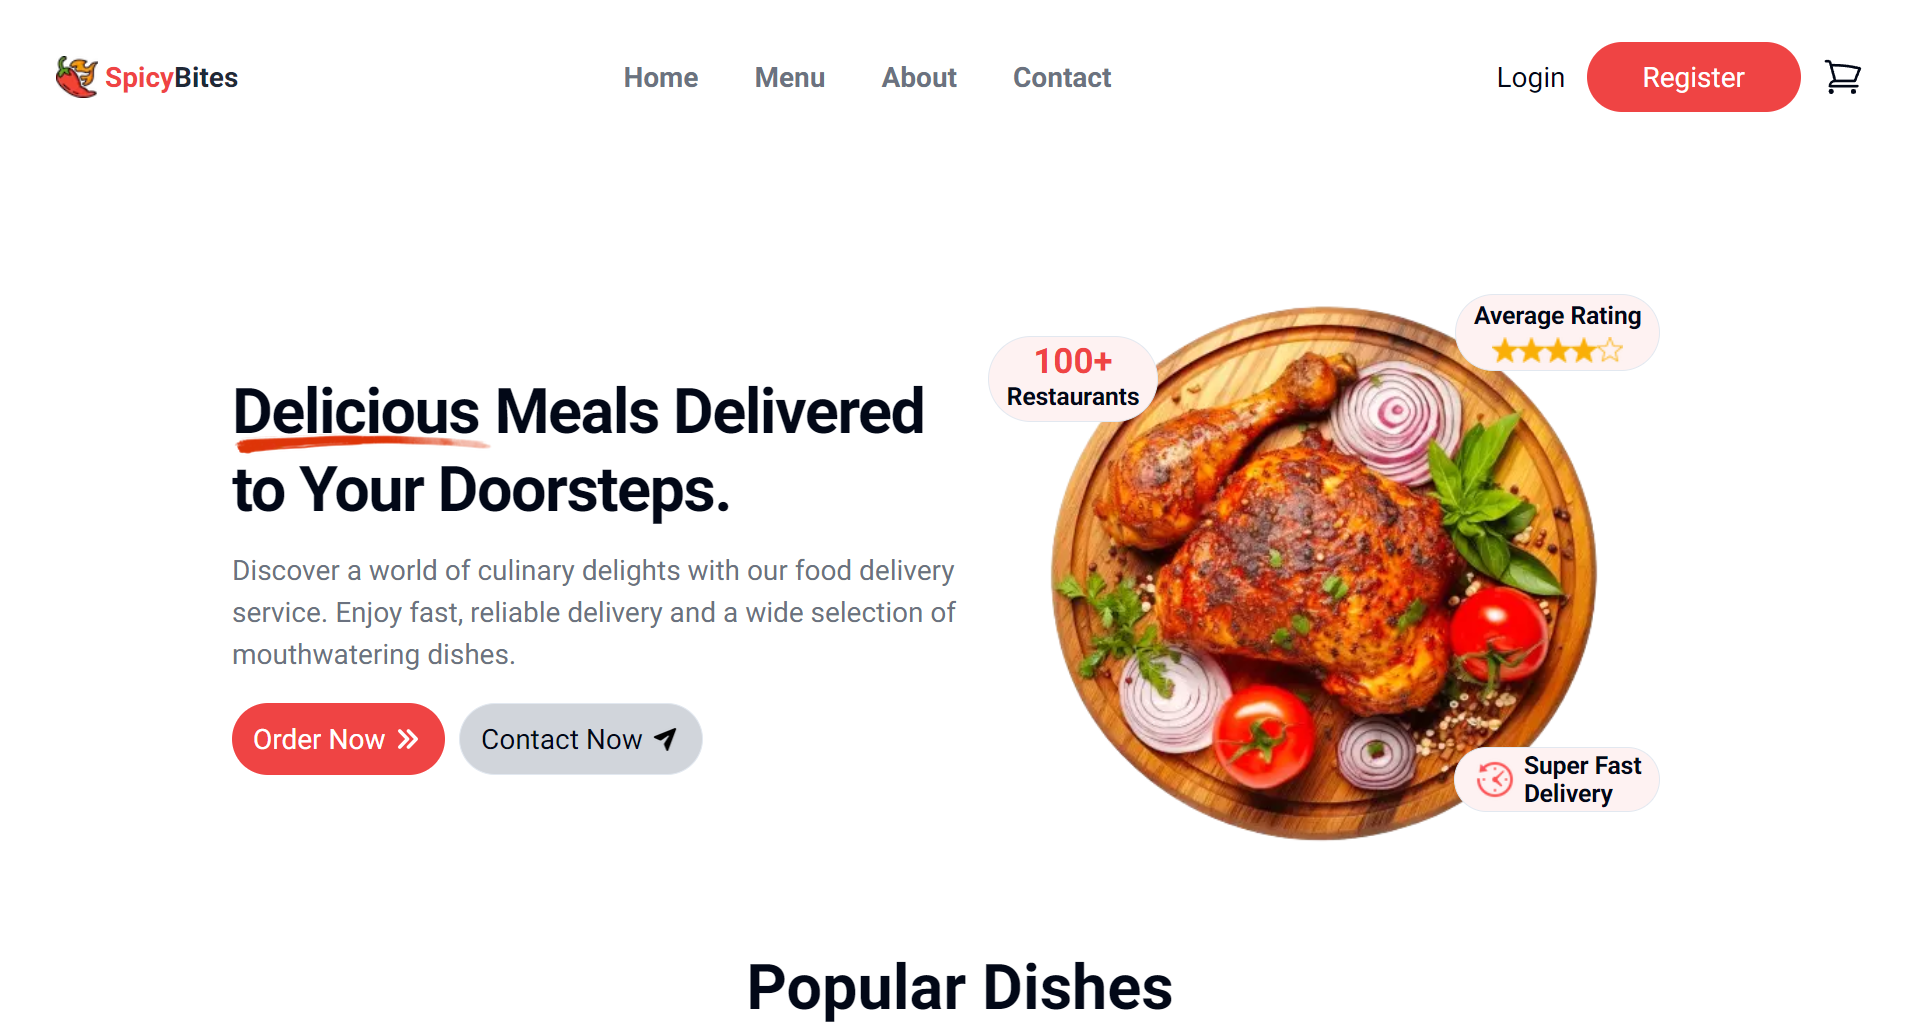 SpicyBites
Home
Menu
About
Contact
Login
Register
Delicious Meals Delivered
to Your Doorsteps.
Discover a world of culinary delights with our food delivery
service. Enjoy fast, reliable delivery and a wide selection of
mouthwatering dishes.
Order Now
Contact Now
100+
Restaurants
Average Rating
Super Fast
Delivery
Popular Dishes